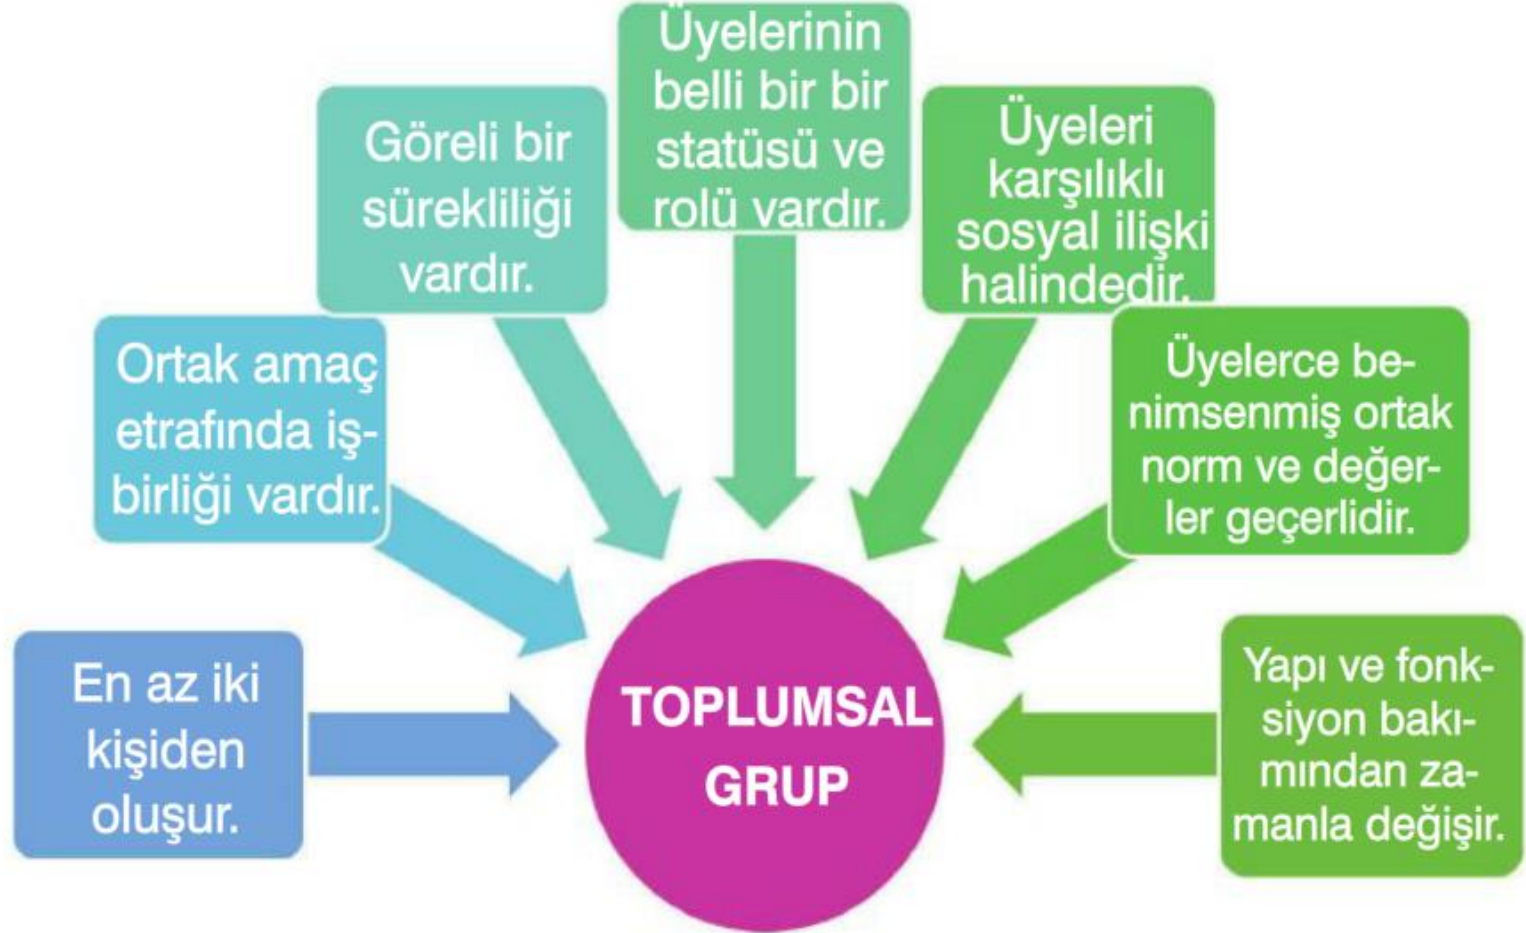 Üyelerinin
belli bir bir
statüsü ve
rolü vardır.
Göreli bir
sürekliliği
vardır.
Üyeleri
karşılıklı
sosyal ilişki
halindedir.
Ortak amaç
etrafında iş-
birliği vardır.
Üyelerce be-
nimsenmiş ortak
norm ve değer-
ler geçerlidir.
En az iki
kişiden
oluşur.
TOPLUMSAL
GRUP
Yapı ve fonk-
siyon bakı-
mından za-
manla değişir.